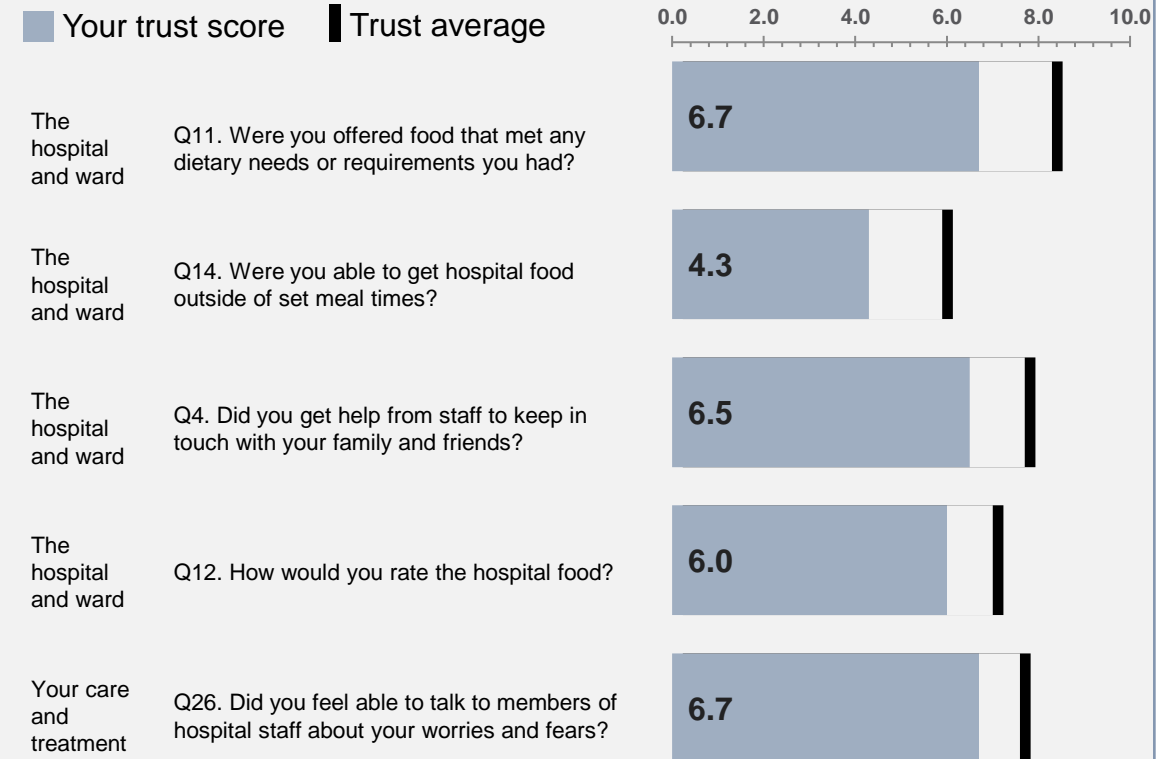 Your trust score Trust average
0.0 2.0 4.0 6.0 8.0 10.0
The
hospital
and ward
Q11. Were you offered food that met any
dietary needs or requirements you had?
6.7
The
hospital
and ward
Q14. Were you able to get hospital food
outside of set meal times?
4.3
The
hospital
and ward
Q4. Did you get help from staff to keep in
touch with your family and friends?
6.5
The
hospital
and ward
Q12. How would you rate the hospital food?
6.0
Your care
and
treatment
Q26. Did you feel able to talk to members of
hospital staff about your worries and fears?
6.7